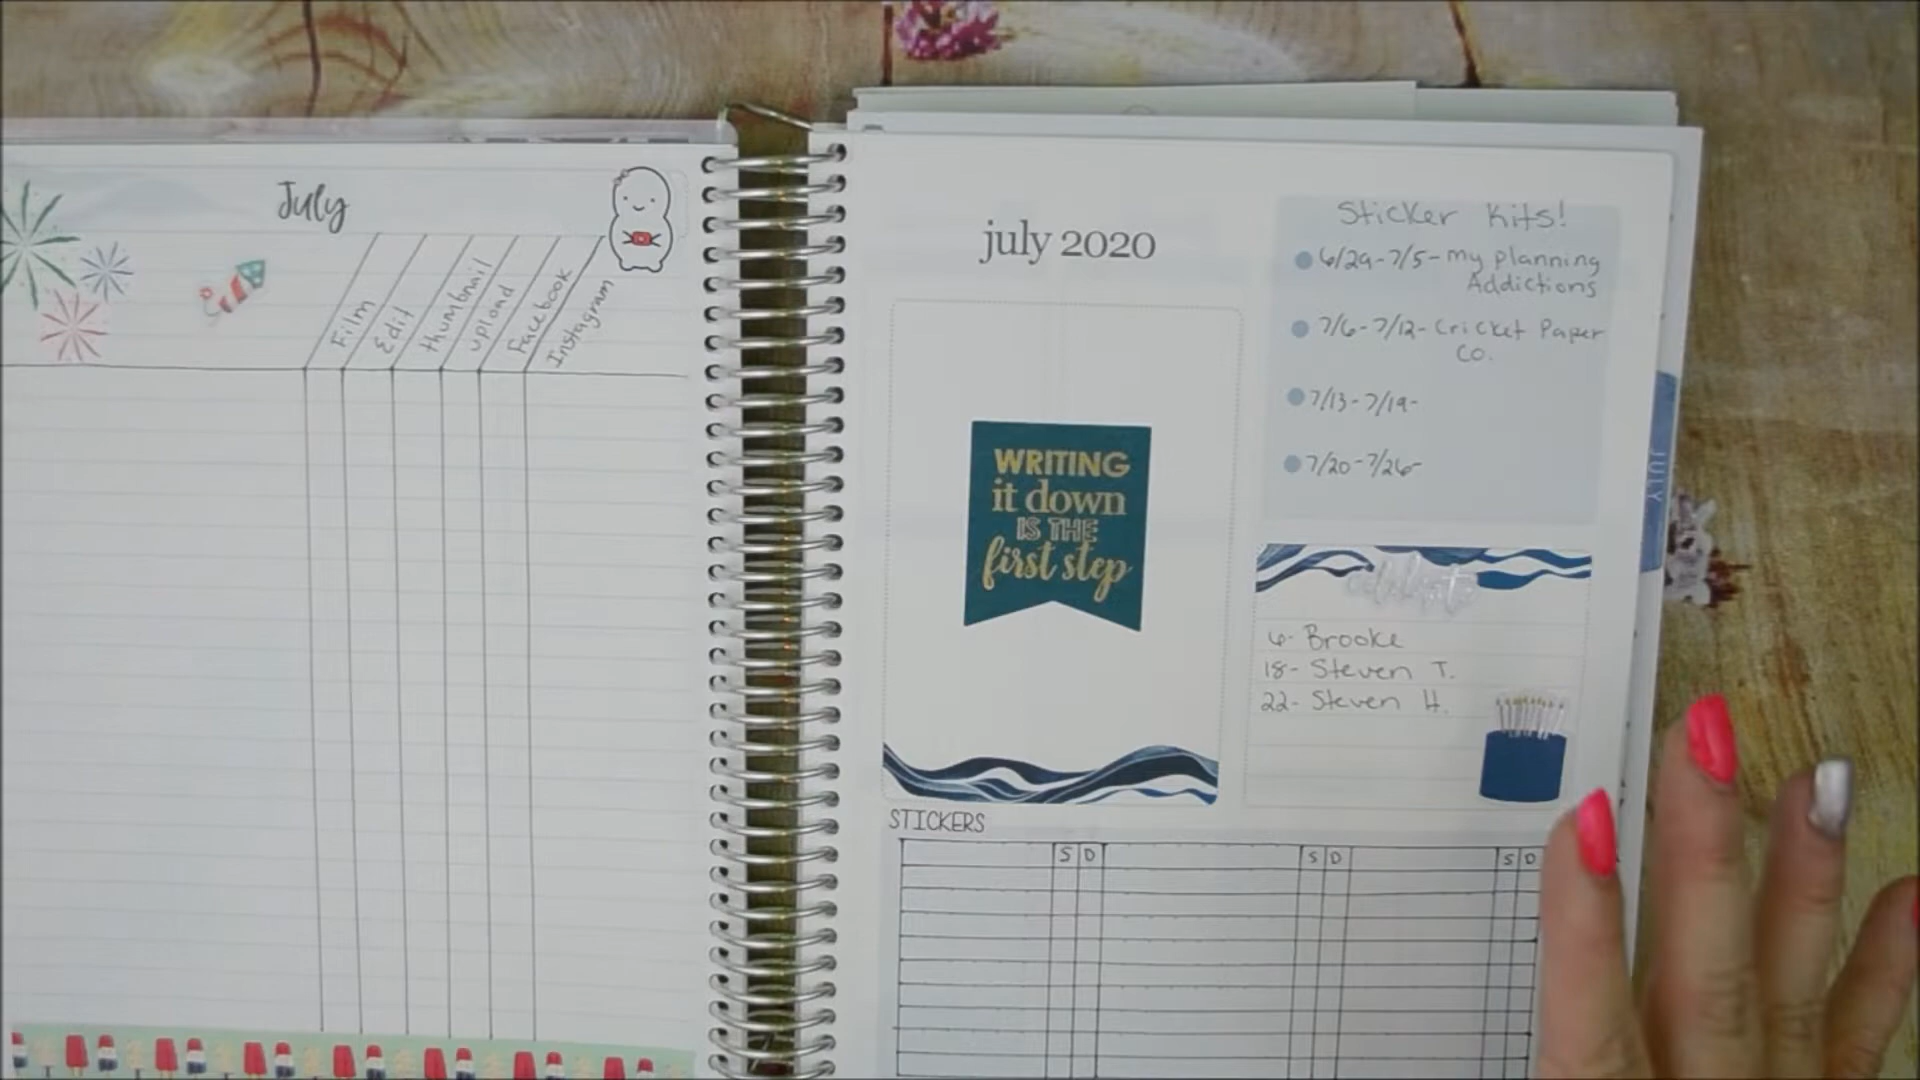 July
Film
Edit
thumbnail
upload
Facebook
Instagram
july 2020
WRITING
it down
IS THE
first step
Sticker Kits!
6/29-7/5- my planning
Addictions
7/6-7/12- Cricket Paper
Co.
7/13-7/19-
7/20-7/26-
JULY
celebrate
6- Brooke
18- Steven T.
22- Steven H.
STICKERS
S D S D S D